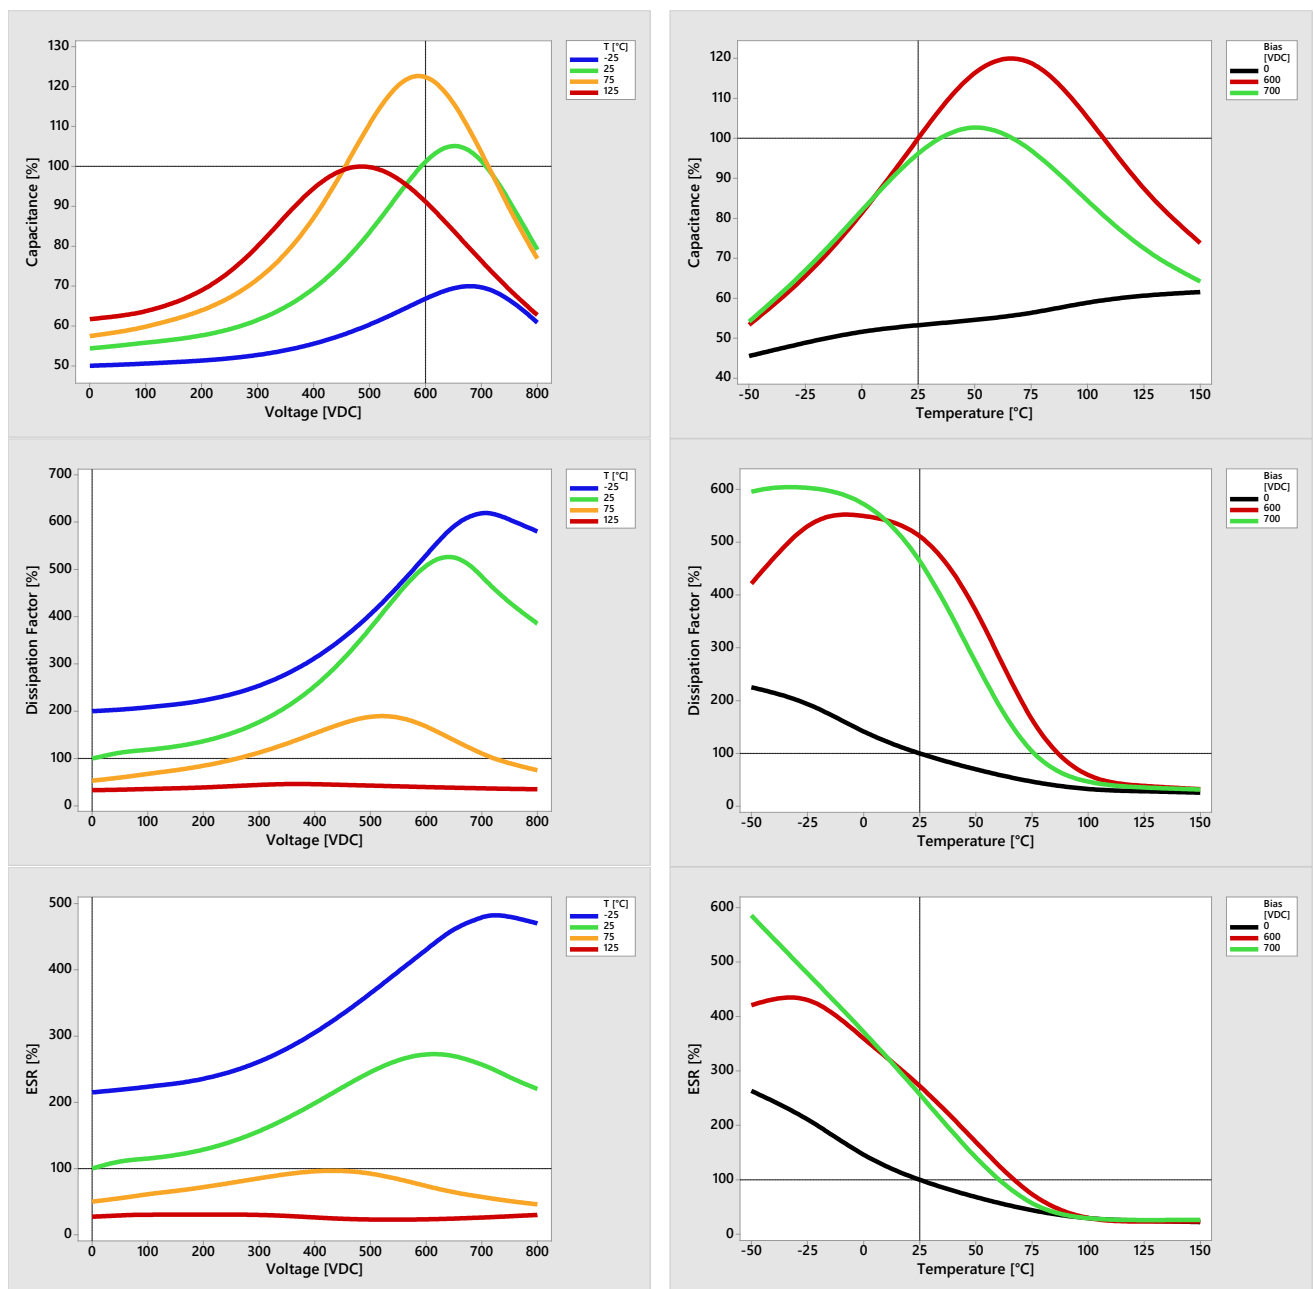 Capacitance [%]
130
120
110
100
90
80
70
60
50
0 100 200 300 400 500 600 700 800
Voltage [VDC]
T [°C]
-25
25
75
125
Capacitance [%]
120
110
100
90
80
70
60
50
40
-50 -25 0 25 50 75 100 125 150
Temperature [°C]
Bias
[VDC]
0
600
700
Dissipation Factor [%]
700
600
500
400
300
200
100
0
0 100 200 300 400 500 600 700 800
Voltage [VDC]
T [°C]
-25
25
75
125
Dissipation Factor [%]
600
500
400
300
200
100
0
-50 -25 0 25 50 75 100 125 150
Temperature [°C]
Bias
[VDC]
0
600
700
ESR [%]
500
400
300
200
100
0
0 100 200 300 400 500 600 700 800
Voltage [VDC]
T [°C]
-25
25
75
125
ESR [%]
600
500
400
300
200
100
0
-50 -25 0 25 50 75 100 125 150
Temperature [°C]
Bias
[VDC]
0
600
700